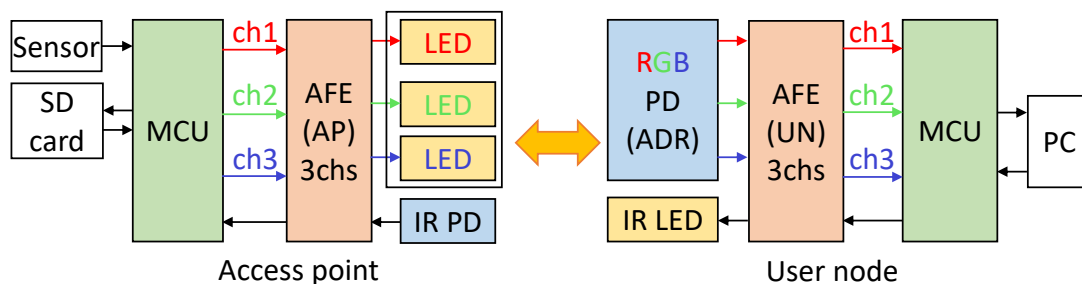 Sensor
SD
card
MCU
ch1
ch2
ch3
AFE
(AP)
3chs
LED
LED
LED
IR PD
Access point
RGB
PD
(ADR)
IR LED
AFE
(UN)
3chs
ch1
ch2
ch3
MCU
PC
User node